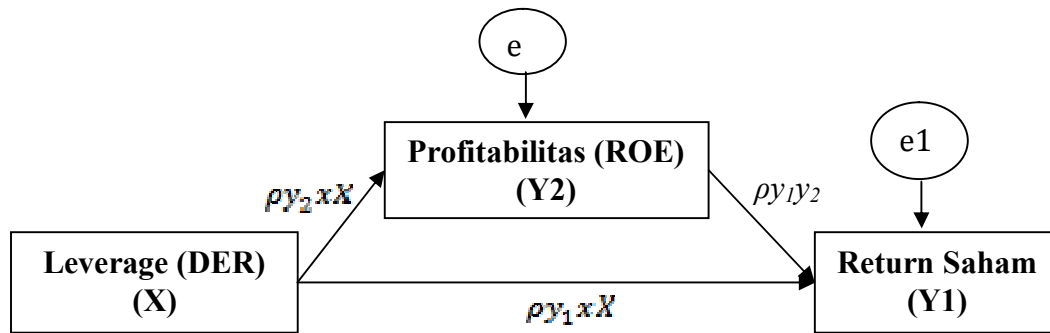 e
Profitabilitas (ROE)
(Y2)
e1
ρy₂xX
ρy₁y₂
Leverage (DER)
(X)
Return Saham
(Y1)
ρy₁xX